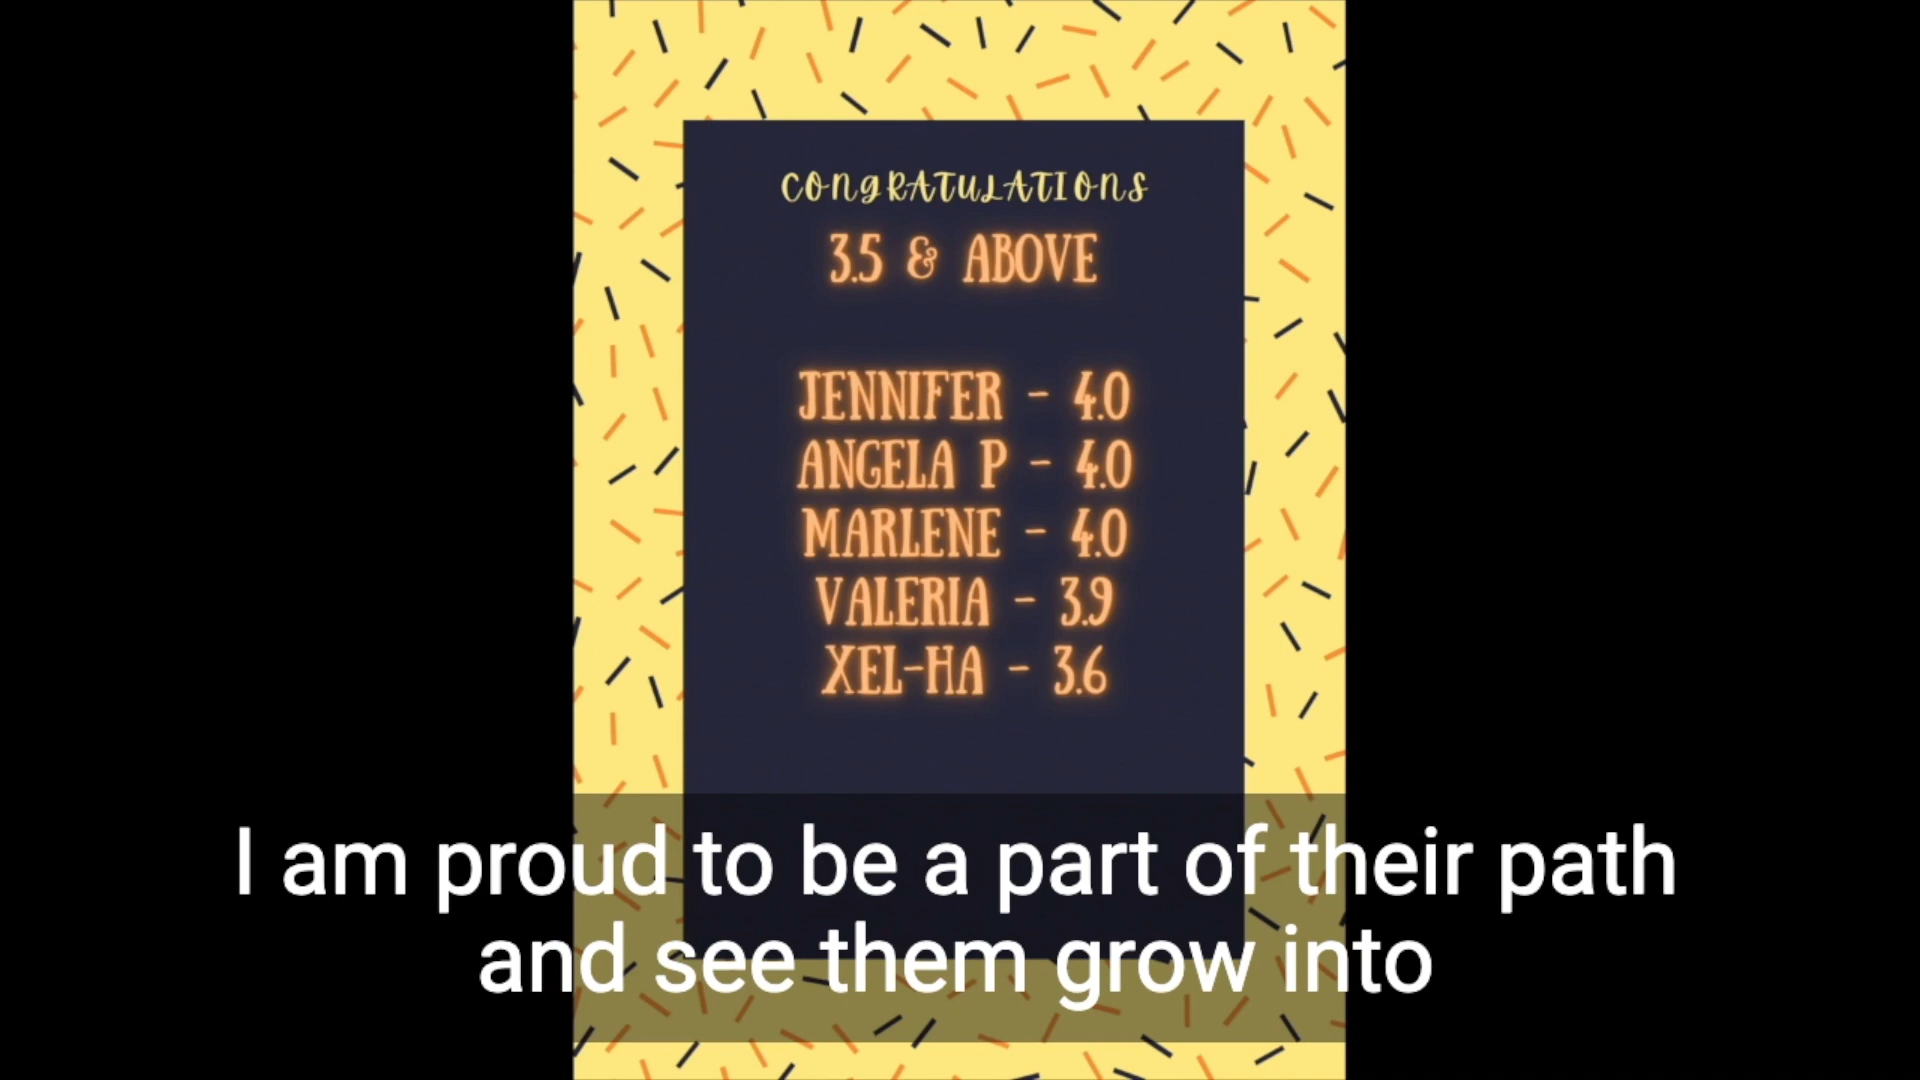 CONGRATULATIONS
3.5 & ABOVE
JENNIFER - 4.0
ANGELA P - 4.0
MARLENE - 4.0
VALERIA - 3.9
XEL-HA - 3.6
I am proud to be a part of their path
and see them grow into